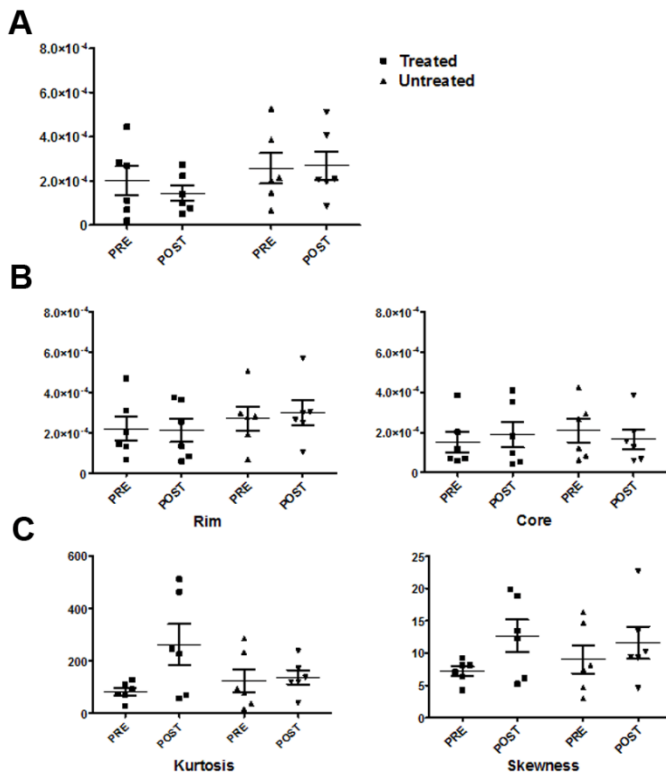 A
8.0×10⁻⁴
6.0×10⁻⁴
4.0×10⁻⁴
2.0×10⁻⁴
0
PRE
POST
PRE
POST
Treated
Untreated
B
8.0×10⁻⁴
6.0×10⁻⁴
4.0×10⁻⁴
2.0×10⁻⁴
0
PRE
POST
PRE
POST
Rim
8.0×10⁻⁴
6.0×10⁻⁴
4.0×10⁻⁴
2.0×10⁻⁴
0
PRE
POST
PRE
POST
Core
C
600
400
200
0
PRE
POST
PRE
POST
Kurtosis
25
20
15
10
5
0
PRE
POST
PRE
POST
Skewness